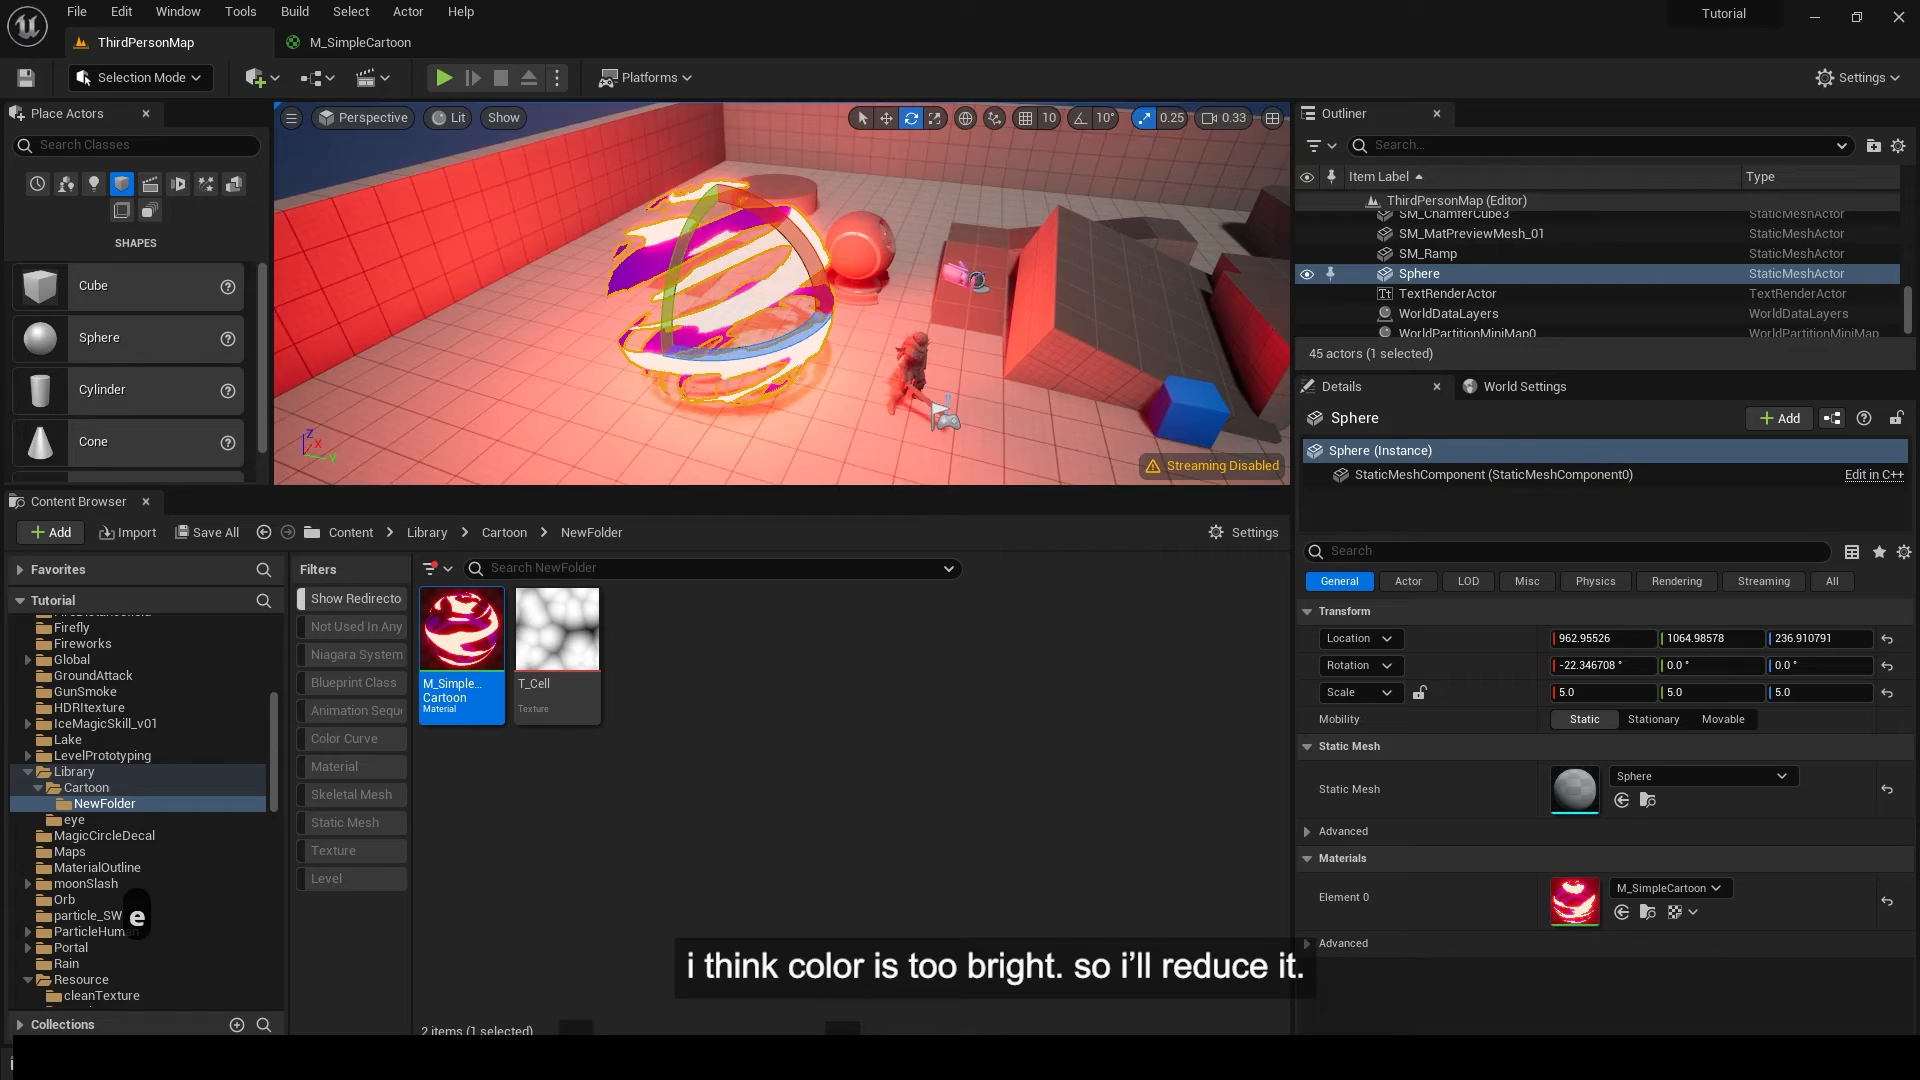 File Edit Window Tools Build Select Actor Help
Tutorial
ThirdPersonMap
M_SimpleCartoon
Selection Mode
Platforms
Settings
Place Actors
Search Classes
SHAPES
Cube
Sphere
Cylinder
Cone
Perspective
Lit
Show
10
10°
0.25
0.33
Streaming Disabled
Outliner
Search...
Item Label
Type
ThirdPersonMap (Editor)
SM_ChamferCube3 StaticMeshActor
SM_MatPreviewMesh_01 StaticMeshActor
SM_Ramp StaticMeshActor
Sphere StaticMeshActor
TextRenderActor TextRenderActor
WorldDataLayers WorldDataLayers
WorldPartitionMiniMap0 WorldPartitionMiniMap
45 actors (1 selected)
Details
World Settings
Sphere
Add
Sphere (Instance)
StaticMeshComponent (StaticMeshComponent0)
Edit in C++
Search
General Actor LOD Misc Physics Rendering Streaming All
Transform
Location 962.95526 1064.98578 236.910791
Rotation -22.346708 ° 0.0 ° 0.0 °
Scale 5.0 5.0 5.0
Mobility Static Stationary Movable
Static Mesh
Static Mesh
Sphere
Advanced
Materials
Element 0
M_SimpleCartoon
Advanced
Content Browser
Add Import Save All
Content Library Cartoon NewFolder
Settings
Favorites
Tutorial
Firefly
Fireworks
Global
GroundAttack
GunSmoke
HDRItexture
IceMagicSkill_v01
Lake
LevelPrototyping
Library
Cartoon
NewFolder
eye
MagicCircleDecal
Maps
MaterialOutline
moonSlash
Orb
particle_SW
ParticleHuman
Portal
Rain
Resource
cleanTexture
Collections
e
Filters
Show Redirecto
Not Used In Any
Niagara System
Blueprint Class
Animation Sequ
Color Curve
Material
Skeletal Mesh
Static Mesh
Texture
Level
Search NewFolder
M_Simple...
Cartoon
Material
T_Cell
Texture
2 items (1 selected)
i think color is too bright. so i'll reduce it.